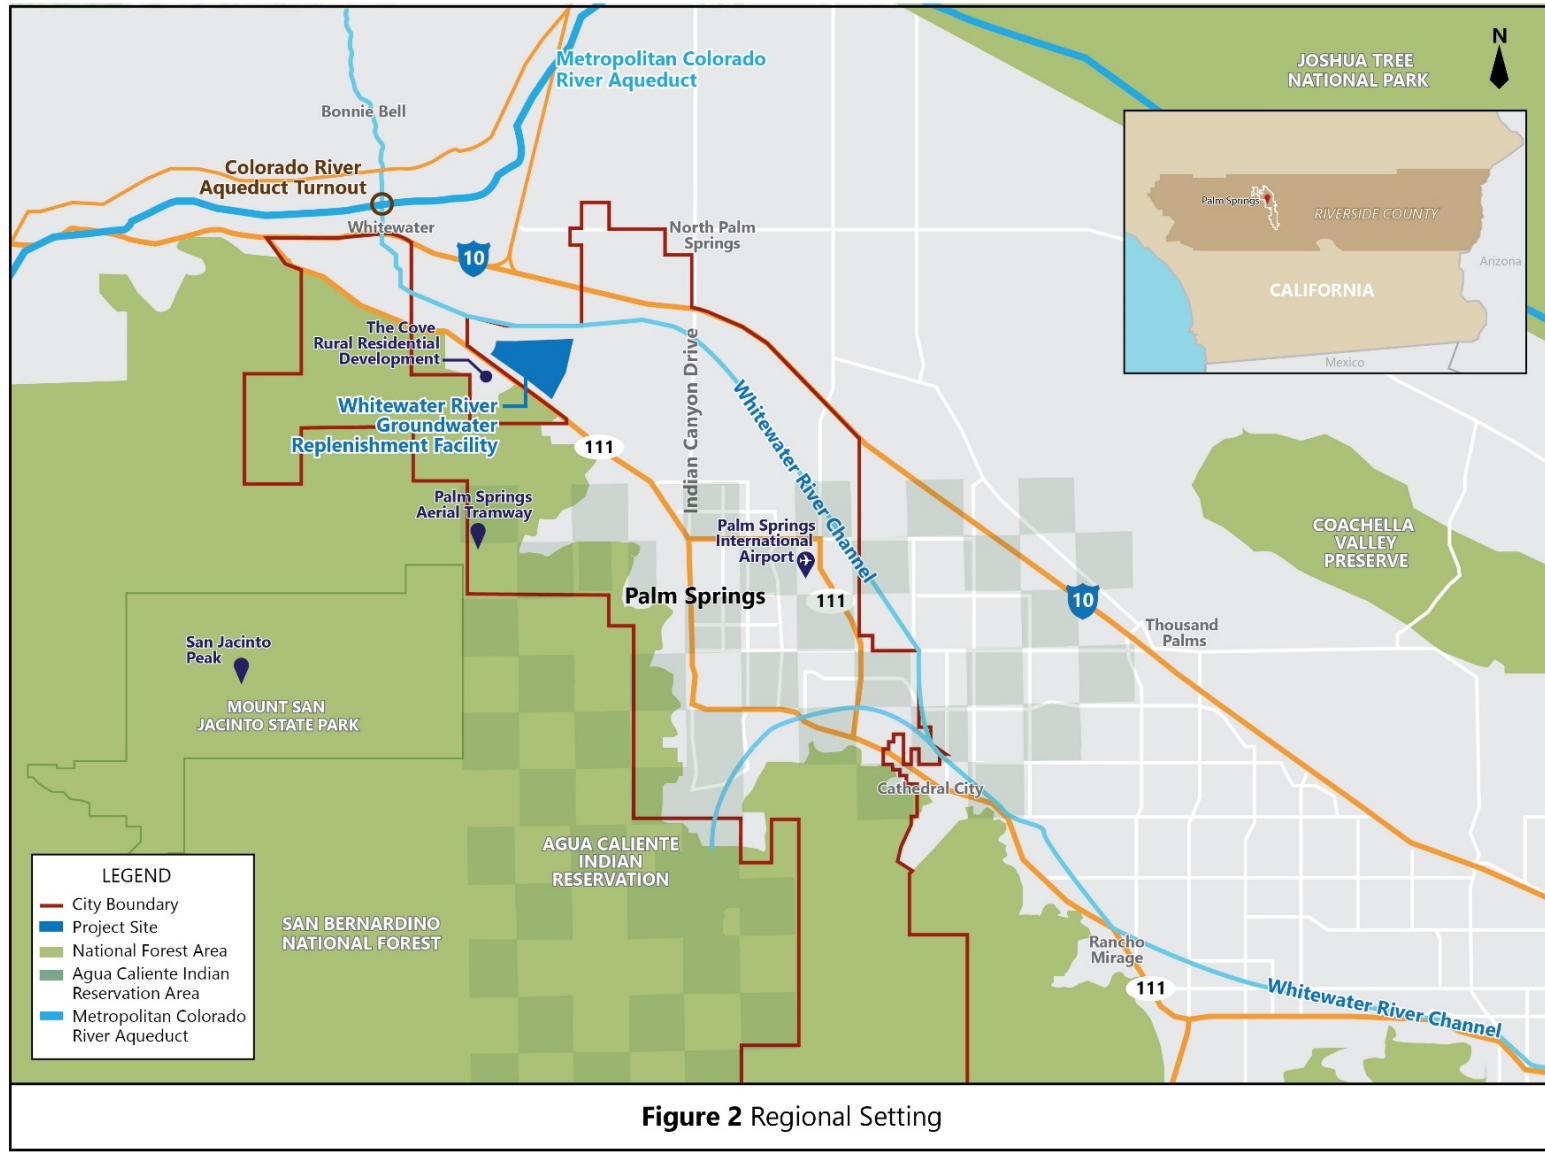 Metropolitan Colorado
River Aqueduct
JOSHUA TREE
NATIONAL PARK
N
Bonnie Bell
Colorado River
Aqueduct Turnout
Whitewater
10
North Palm
Springs
Palm Springs
RIVERSIDE COUNTY
Arizona
CALIFORNIA
Mexico
The Cove
Rural Residential
Development
Indian Canyon Drive
Whitewater River
Groundwater
Replenishment Facility
111
Whitewater River Channel
Palm Springs
Aerial Tramway
Palm Springs
International
Airport
COACHELLA
VALLEY
PRESERVE
Palm Springs
111
10
Thousand
Palms
San Jacinto
Peak
MOUNT SAN
JACINTO STATE PARK
Cathedral City
AGUA CALIENTE
INDIAN
RESERVATION
SAN BERNARDINO
NATIONAL FOREST
Rancho
Mirage
111
Whitewater River Channel
LEGEND
City Boundary
Project Site
National Forest Area
Agua Caliente Indian
Reservation Area
Metropolitan Colorado
River Aqueduct
Figure 2 Regional Setting